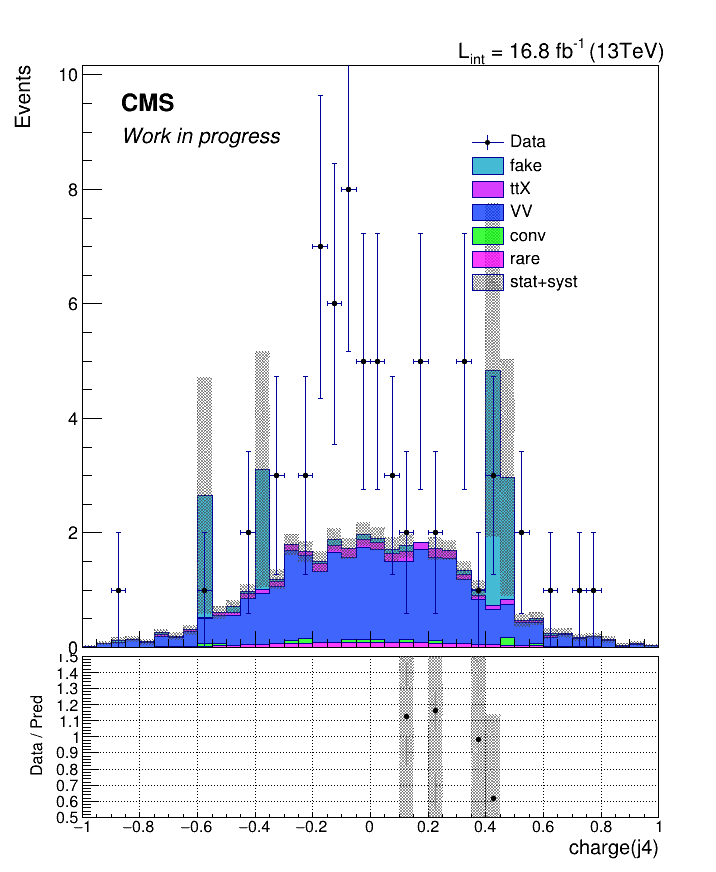 L_int = 16.8 fb^-1 (13TeV)
Events
10
CMS
Work in progress
Data
fake
ttX
VV
conv
rare
stat+syst
8
6
4
2
0
Data / Pred
1.5
1.4
1.3
1.2
1.1
1
0.9
0.8
0.7
0.6
0.5
−1 −0.8 −0.6 −0.4 −0.2 0 0.2 0.4 0.6 0.8 1
charge(j4)